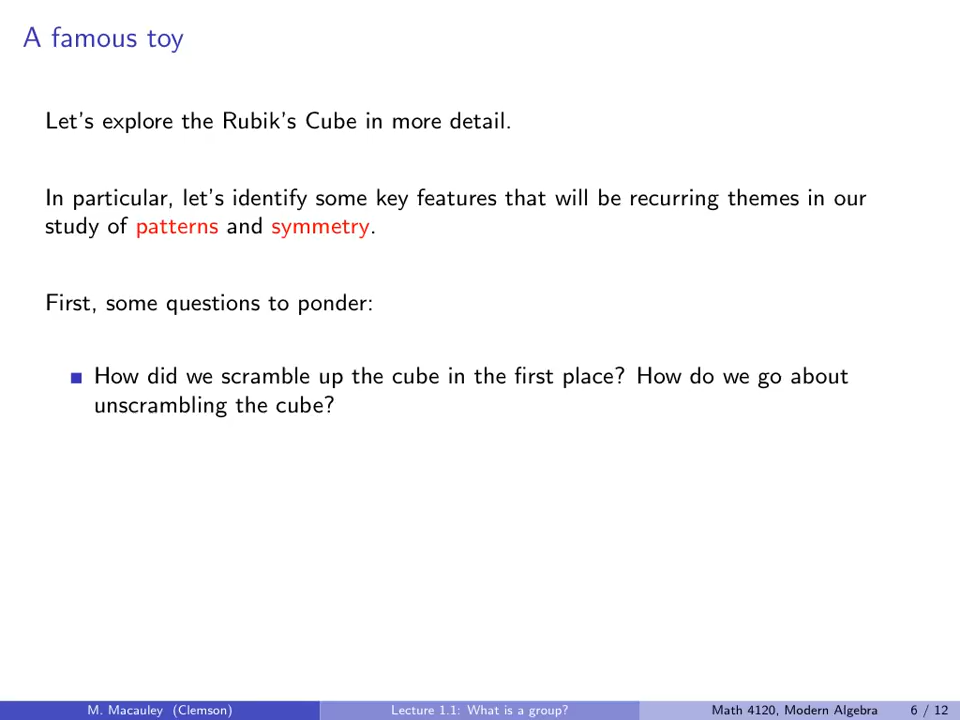 A famous toy
Let's explore the Rubik's Cube in more detail.
In particular, let's identify some key features that will be recurring themes in our
study of patterns and symmetry.
First, some questions to ponder:
How did we scramble up the cube in the first place? How do we go about
unscrambling the cube?
M. Macauley (Clemson)
Lecture 1.1: What is a group?
Math 4120, Modern Algebra
6 / 12